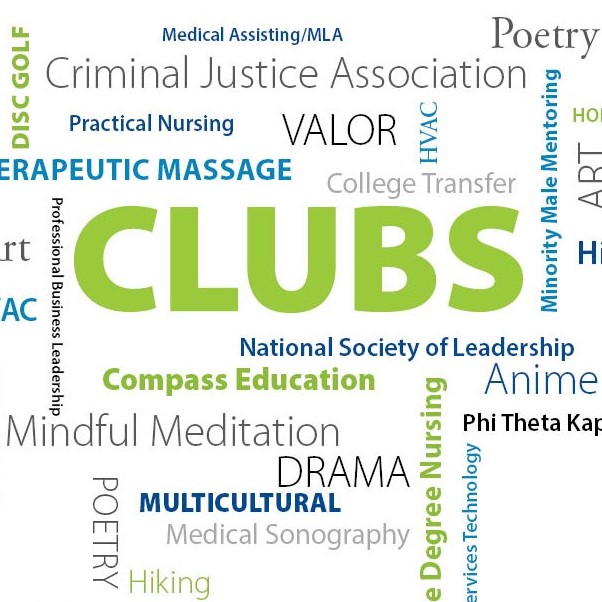 DISC GOLF
Medical Assisting/MLA
Poetry
Criminal Justice Association
Practical Nursing
VALOR
HVAC
Minority Male Mentoring
HO
ART
ERAPEUTIC MASSAGE
College Transfer
CLUBS
rt
Hi
AC
Professional Business Leadership
National Society of Leadership
Compass Education
Anime
Phi Theta Kap
Mindful Meditation
e Degree Nursing
ervices Technology
DRAMA
POETRY
MULTICULTURAL
Medical Sonography
Hiking